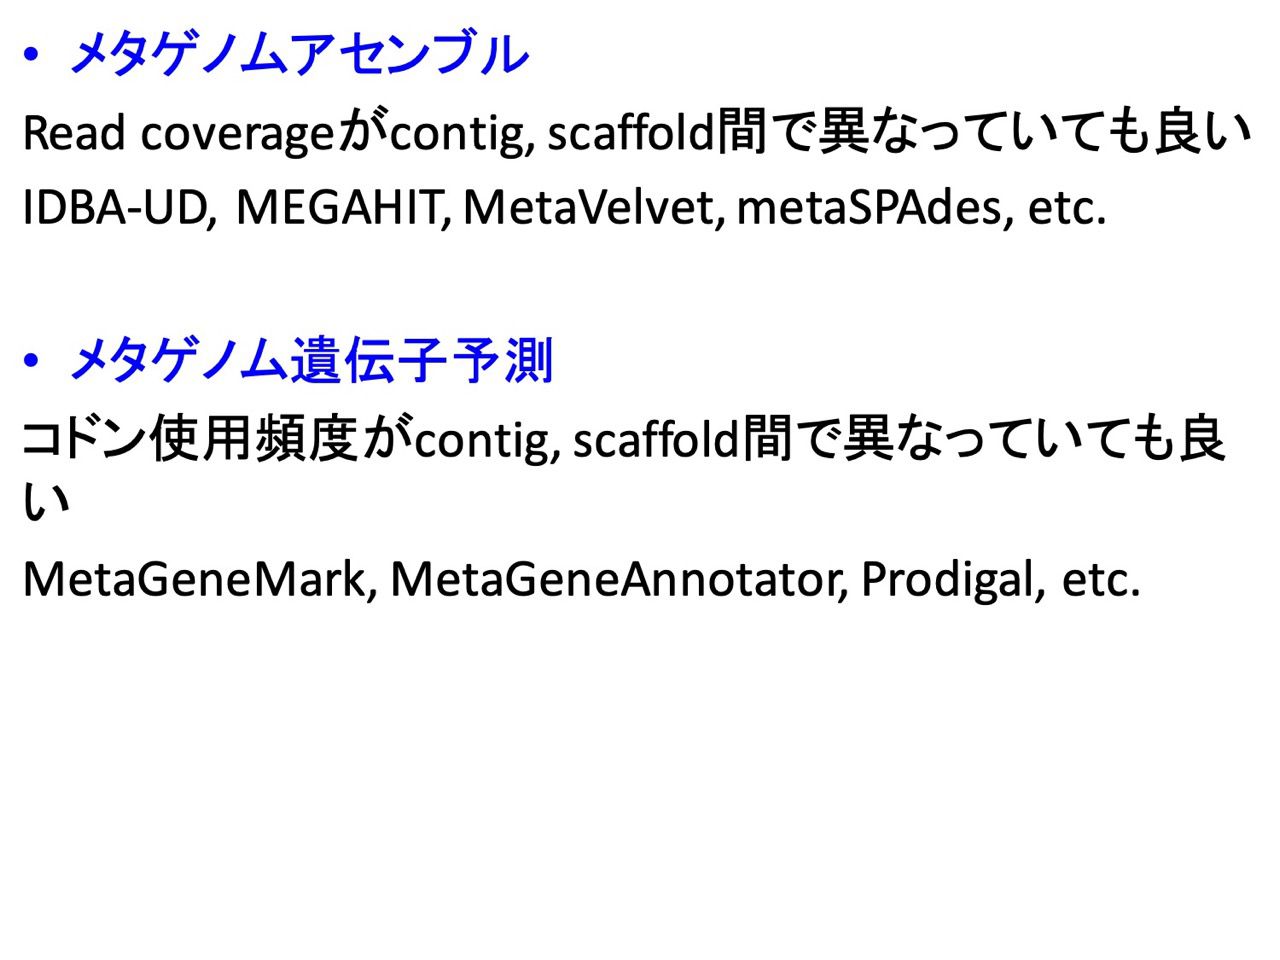 • メタゲノムアセンブル
Read coverageがcontig, scaffold間で異なっていても良い
IDBA-UD, MEGAHIT, MetaVelvet, metaSPAdes, etc.
• メタゲノム遺伝子予測
コドン使用頻度がcontig, scaffold間で異なっていても良
い
MetaGeneMark, MetaGeneAnnotator, Prodigal, etc.